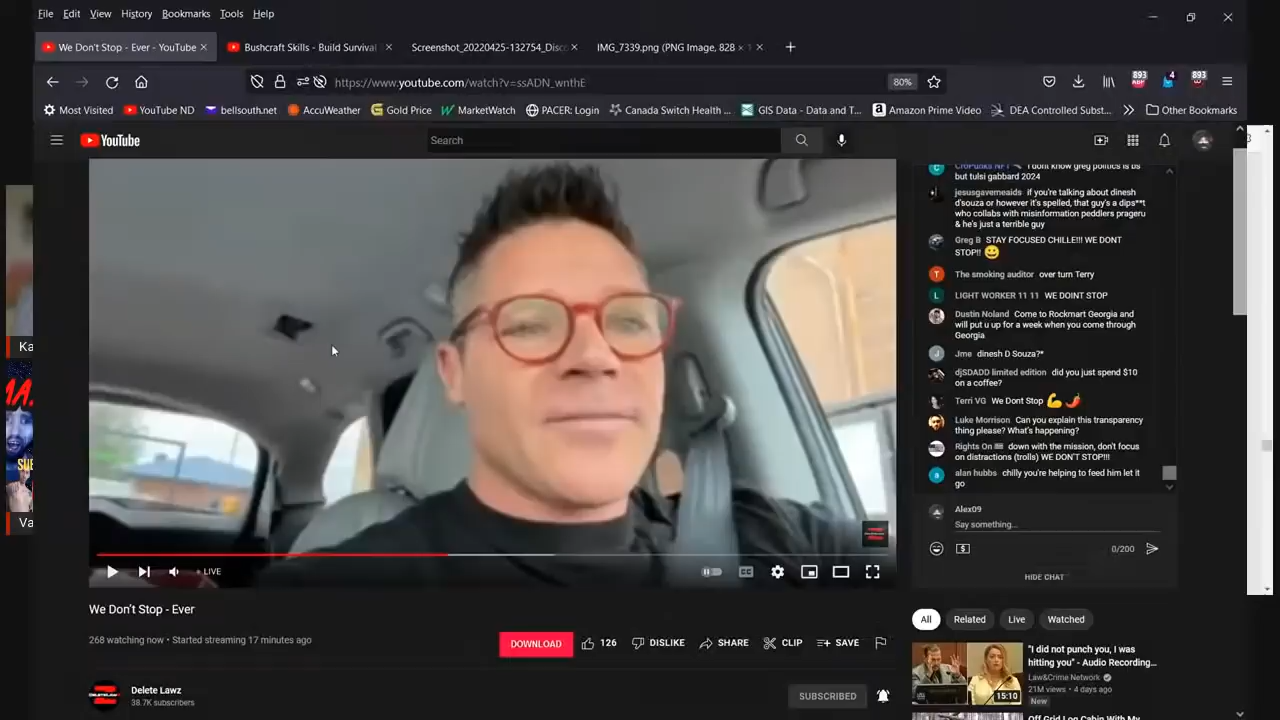 File Edit View History Bookmarks Tools Help
We Don't Stop - Ever - YouTube
Bushcraft Skills - Build Survival
Screenshot_20220425-132754_Disc
IMG_7339.png (PNG Image, 828 ×
https://www.youtube.com/watch?v=ssADN_wnthE
80%
893
4
893
Most Visited YouTube ND bellsouth.net AccuWeather Gold Price MarketWatch PACER: Login Canada Switch Health ... GIS Data - Data and T... Amazon Prime Video DEA Controlled Subst... Other Bookmarks
YouTube
Search
but tulsi gabbard 2024
jesusgavemeaids if you're talking about dinesh
d'souza or however it's spelled, that guy's a dips**t
who collabs with misinformation peddlers prageru
& he's just a terrible guy
Greg B STAY FOCUSED CHILLE!!! WE DONT
STOP!! 😀
The smoking auditor over turn Terry
LIGHT WORKER 11 11 WE DOINT STOP
Dustin Noland Come to Rockmart Georgia and
will put u up for a week when you come through
Georgia
Jme dinesh D Souza?*
djSDADD limited edition did you just spend $10
on a coffee?
Terri VG We Dont Stop 💪🌶️
Luke Morrison Can you explain this transparency
thing please? What's happening?
Rights On down with the mission, don't focus
on distractions (trolls) WE DON'T STOP!!!
alan hubbs chilly you're helping to feed him let it
go
Alex09
Say something...
0/200
HIDE CHAT
LIVE
CC
We Don't Stop - Ever
268 watching now • Started streaming 17 minutes ago
DOWNLOAD 126 DISLIKE SHARE CLIP SAVE
Delete Lawz
38.7K subscribers
SUBSCRIBED
All Related Live Watched
"I did not punch you, I was
hitting you" - Audio Recording...
Law&Crime Network
21M views • 4 days ago
New
15:10
Off Grid Log Cabin With My
Ka
Va